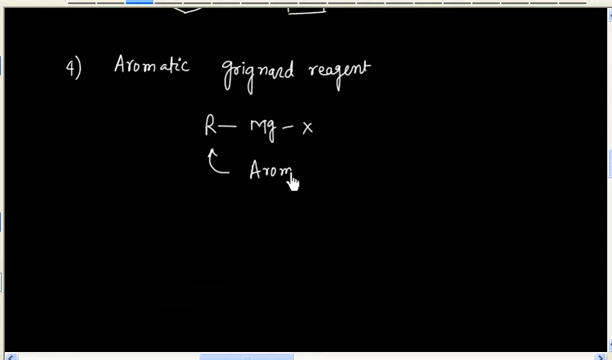 4) Aromatic grignard reagent
R— Mg – x
Arom